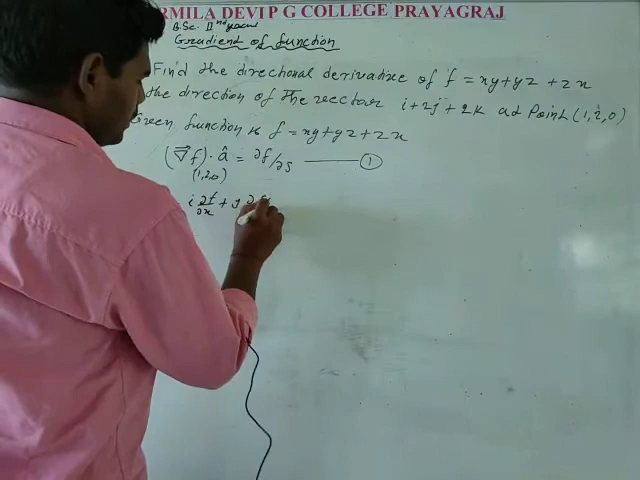 RMILA DEVI P G COLLEGE PRAYAGRAJ
B.Sc. IInd year
Gradient of function
Find the directional derivative of f = xy+yz+zx
the direction of the vector i+2j+2k at Point (1,2,0)
Given function is f = xy+yz+zx
(∇⃗f)·â = ∂f/∂s ——— ①
(1,2,0)
i ∂f/∂x + j ∂f